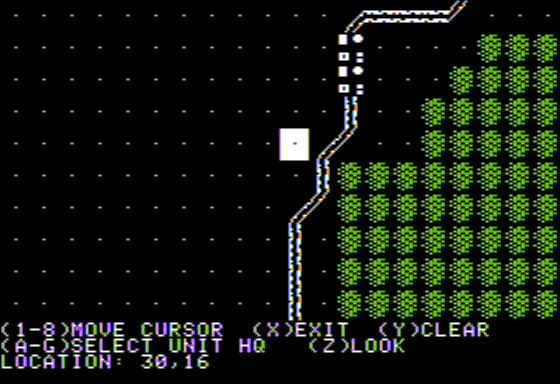 (1-8)MOVE CURSOR  (X)EXIT  (Y)CLEAR
(A-G)SELECT UNIT HQ   (Z)LOOK
LOCATION: 30,16